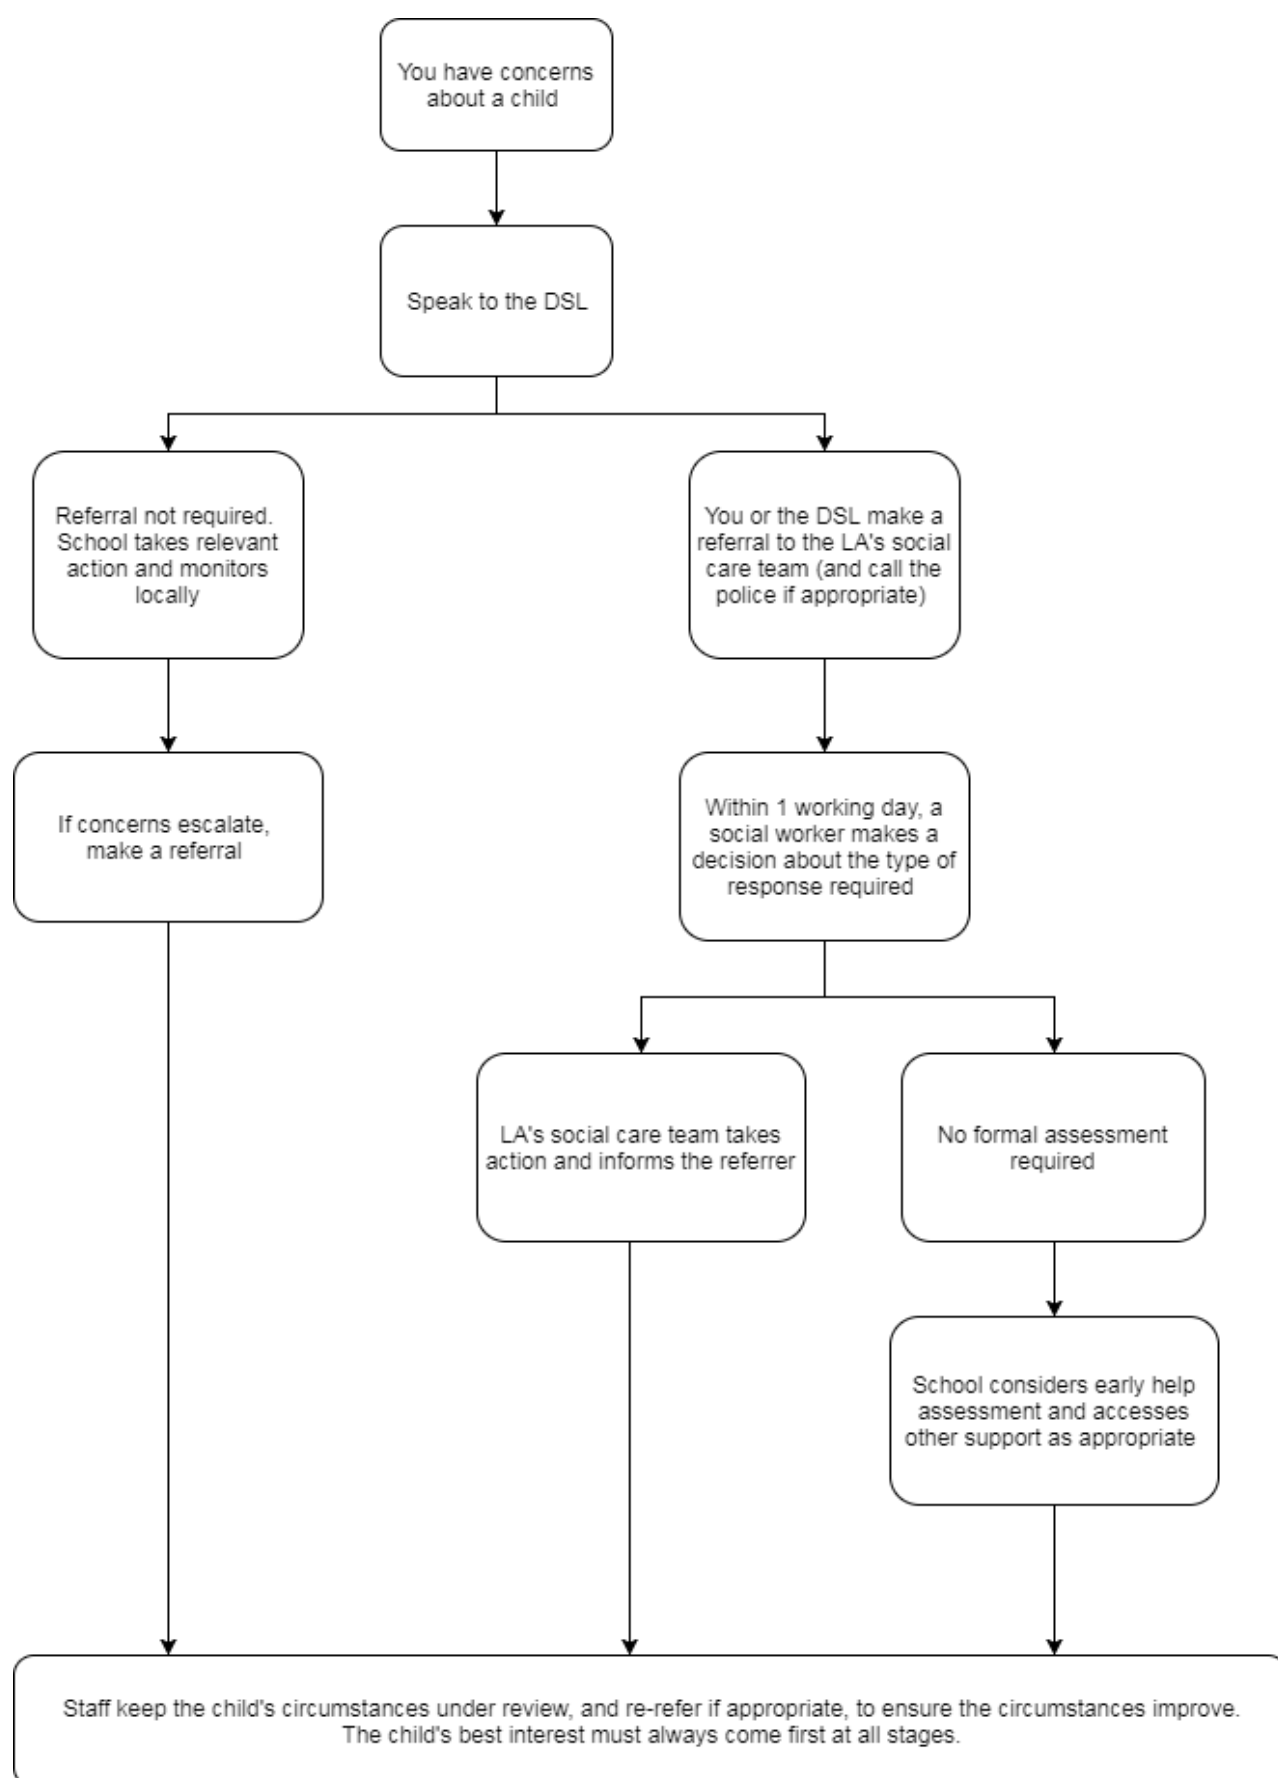 You have concerns
about a child
Speak to the DSL
Referral not required.
School takes relevant
action and monitors
locally
You or the DSL make a
referral to the LA's social
care team (and call the
police if appropriate)
If concerns escalate,
make a referral
Within 1 working day, a
social worker makes a
decision about the type of
response required
LA's social care team takes
action and informs the referrer
No formal assessment
required
School considers early help
assessment and accesses
other support as appropriate
Staff keep the child's circumstances under review, and re-refer if appropriate, to ensure the circumstances improve.
The child's best interest must always come first at all stages.